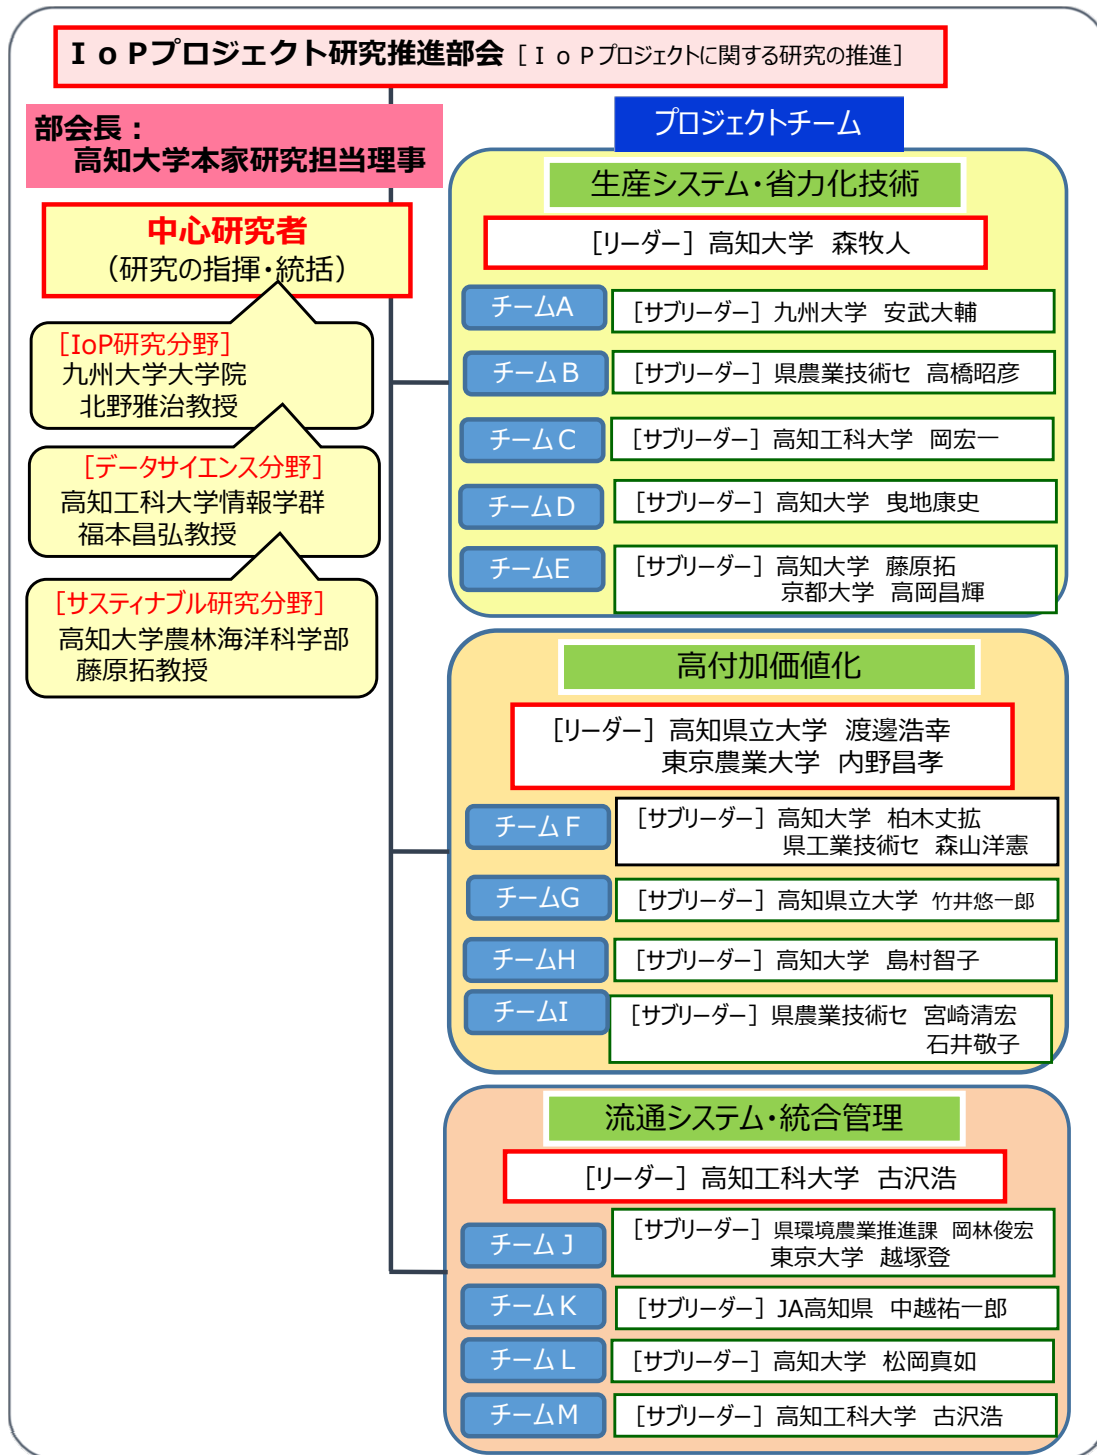 ＩｏＰプロジェクト研究推進部会［ＩｏＰプロジェクトに関する研究の推進］
部会長：
高知大学本家研究担当理事
中心研究者
（研究の指揮・統括）
［IoP研究分野］
九州大学大学院
北野雅治教授
［データサイエンス分野］
高知工科大学情報学群
福本昌弘教授
［サスティナブル研究分野］
高知大学農林海洋科学部
藤原拓教授
プロジェクトチーム
生産システム・省力化技術
［リーダー］高知大学　森牧人
チームA
［サブリーダー］九州大学　安武大輔
チームＢ
［サブリーダー］県農業技術セ　高橋昭彦
チームＣ
［サブリーダー］高知工科大学　岡宏一
チームＤ
［サブリーダー］高知大学　曳地康史
チームE
［サブリーダー］高知大学　藤原拓
京都大学　高岡昌輝
高付加価値化
［リーダー］高知県立大学　渡邊浩幸
東京農業大学　内野昌孝
チームＦ
［サブリーダー］高知大学　柏木丈拡
県工業技術セ　森山洋憲
チームG
［サブリーダー］高知県立大学　竹井悠一郎
チームH
［サブリーダー］高知大学　島村智子
チームI
［サブリーダー］県農業技術セ　宮崎清宏
石井敬子
流通システム・統合管理
［リーダー］高知工科大学　古沢浩
チームＪ
［サブリーダー］県環境農業推進課　岡林俊宏
東京大学　越塚登
チームＫ
［サブリーダー］JA高知県　中越祐一郎
チームＬ
［サブリーダー］高知大学　松岡真如
チームM
［サブリーダー］高知工科大学　古沢浩